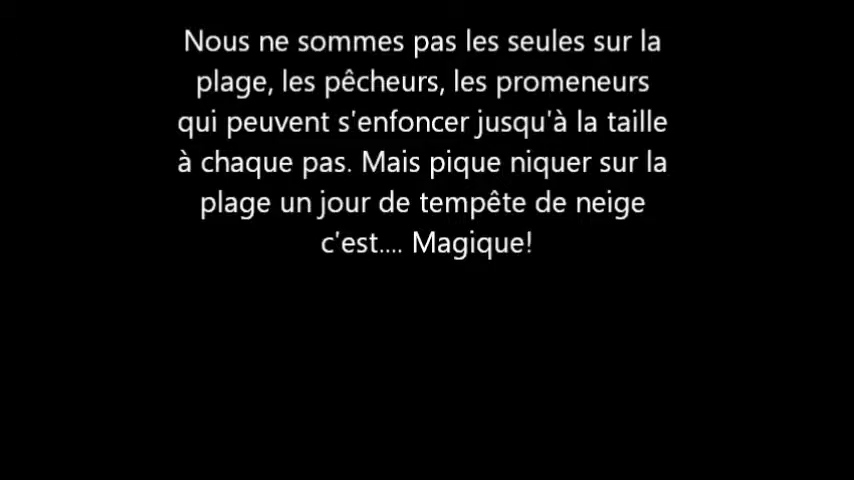 Nous ne sommes pas les seules sur la
plage, les pêcheurs, les promeneurs
qui peuvent s'enfoncer jusqu'à la taille
à chaque pas. Mais pique niquer sur la
plage un jour de tempête de neige
c'est.... Magique!